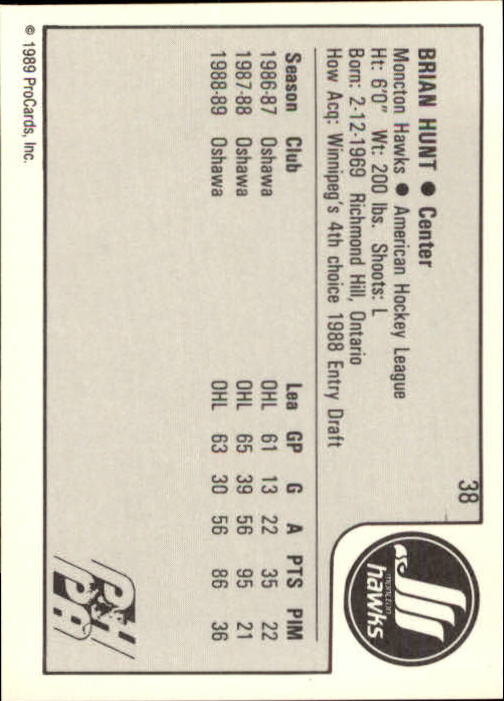 38
BRIAN HUNT ● Center
Moncton Hawks ● American Hockey League
Ht: 6'0" Wt: 200 lbs. Shoots: L
Born: 2-12-1969 Richmond Hill, Ontario
How Acq: Winnipeg's 4th choice 1988 Entry Draft
moncton
hawks
Season Club Lea GP G A PTS PIM
1986-87 Oshawa OHL 61 13 22 35 22
1987-88 Oshawa OHL 65 39 56 95 21
1988-89 Oshawa OHL 63 30 56 86 36
© 1989 ProCards, Inc.